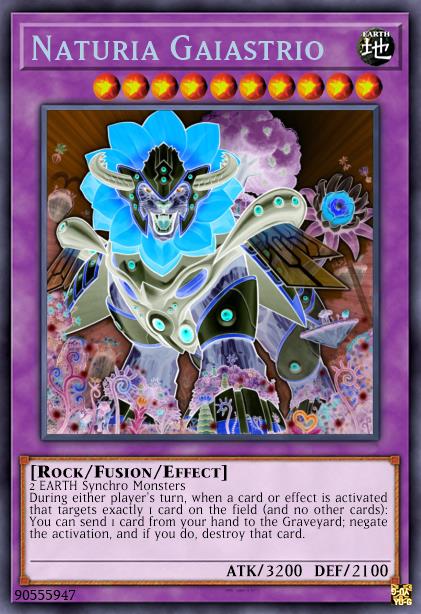 Naturia Gaiastrio
EARTH
地
[Rock/Fusion/Effect]
2 EARTH Synchro Monsters
During either player's turn, when a card or effect is activated
that targets exactly 1 card on the field (and no other cards):
You can send 1 card from your hand to the Graveyard; negate
the activation, and if you do, destroy that card.
ATK/3200 DEF/2100
90555947